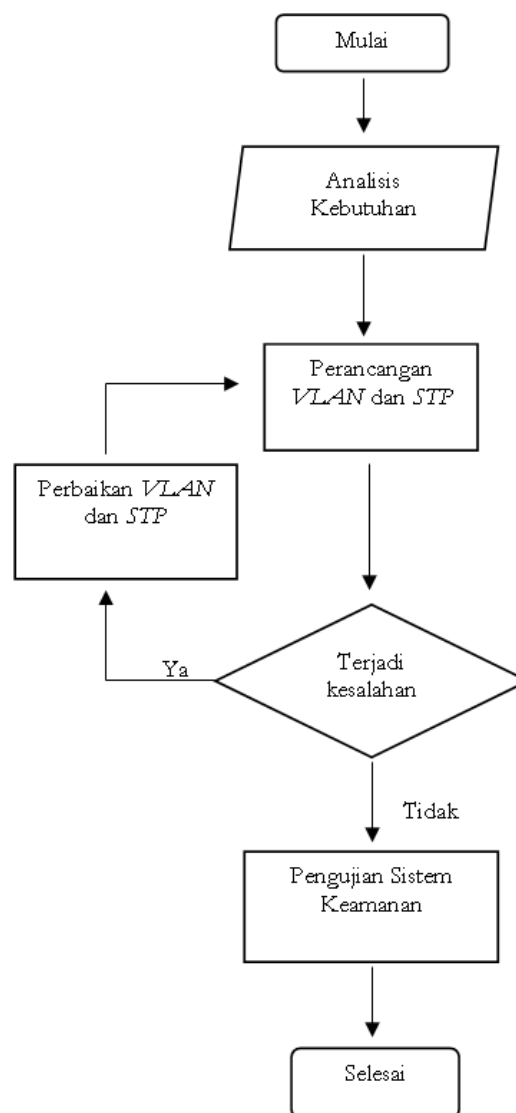 Mulai
Analisis
Kebutuhan
Perancangan
VLAN dan STP
Perbaikan VLAN
dan STP
Terjadi
kesalahan
Ya
Tidak
Pengujian Sistem
Keamanan
Selesai